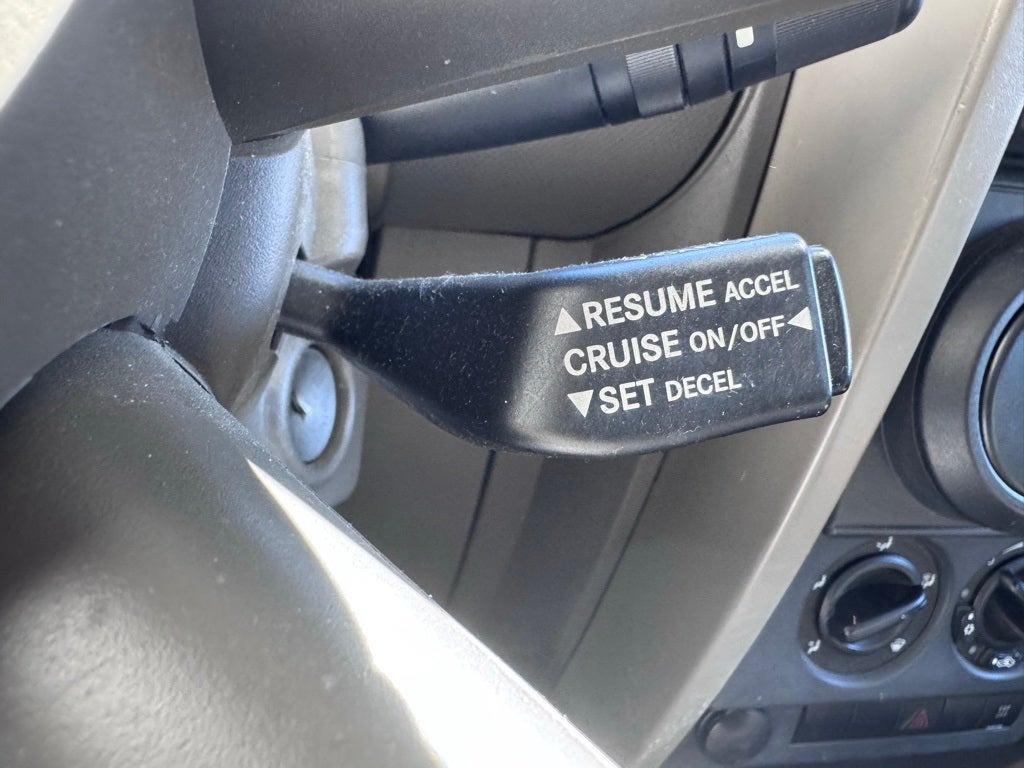 ▲RESUME ACCEL
CRUISE ON/OFF◀
▼SET DECEL